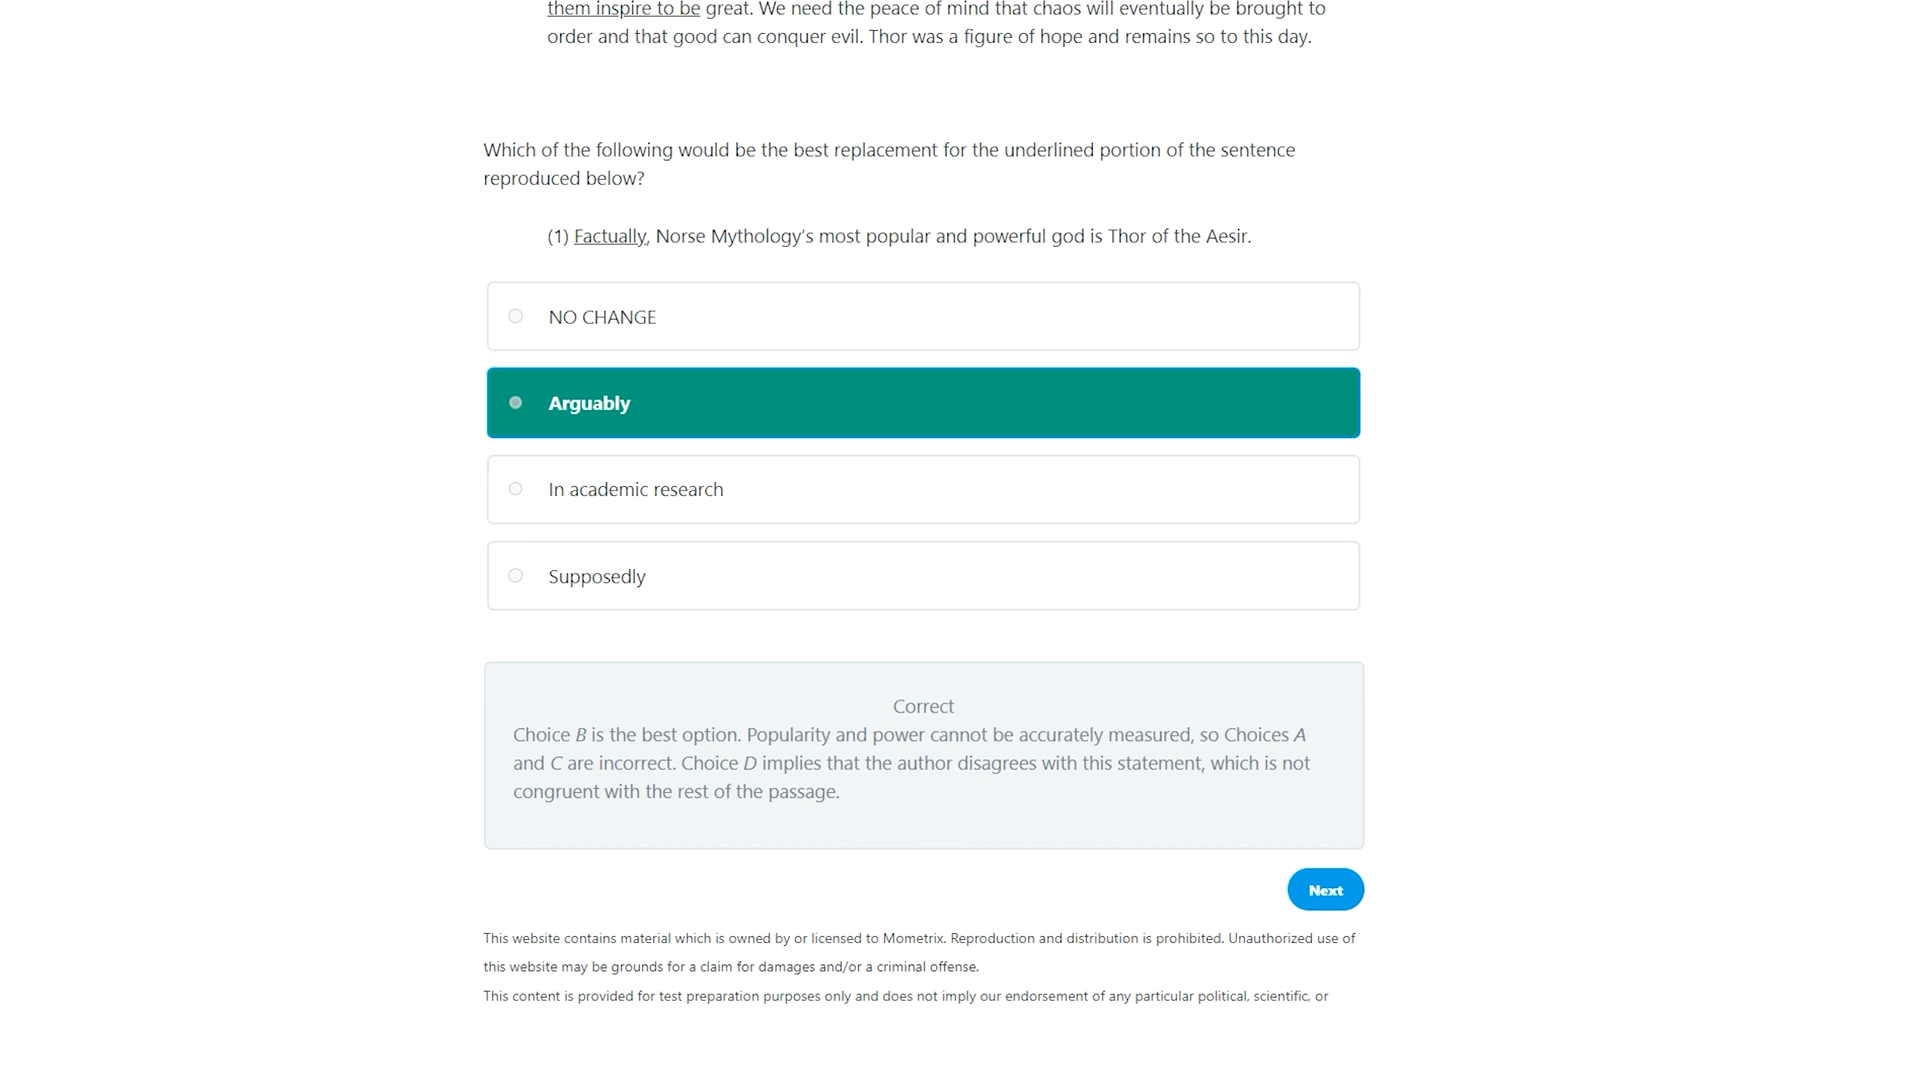 them inspire to be great. We need the peace of mind that chaos will eventually be brought to
order and that good can conquer evil. Thor was a figure of hope and remains so to this day.
Which of the following would be the best replacement for the underlined portion of the sentence
reproduced below?
(1) Factually, Norse Mythology’s most popular and powerful god is Thor of the Aesir.
NO CHANGE
Arguably
In academic research
Supposedly
Correct
Choice B is the best option. Popularity and power cannot be accurately measured, so Choices A
and C are incorrect. Choice D implies that the author disagrees with this statement, which is not
congruent with the rest of the passage.
Next
This website contains material which is owned by or licensed to Mometrix. Reproduction and distribution is prohibited. Unauthorized use of
this website may be grounds for a claim for damages and/or a criminal offense.
This content is provided for test preparation purposes only and does not imply our endorsement of any particular political, scientific, or